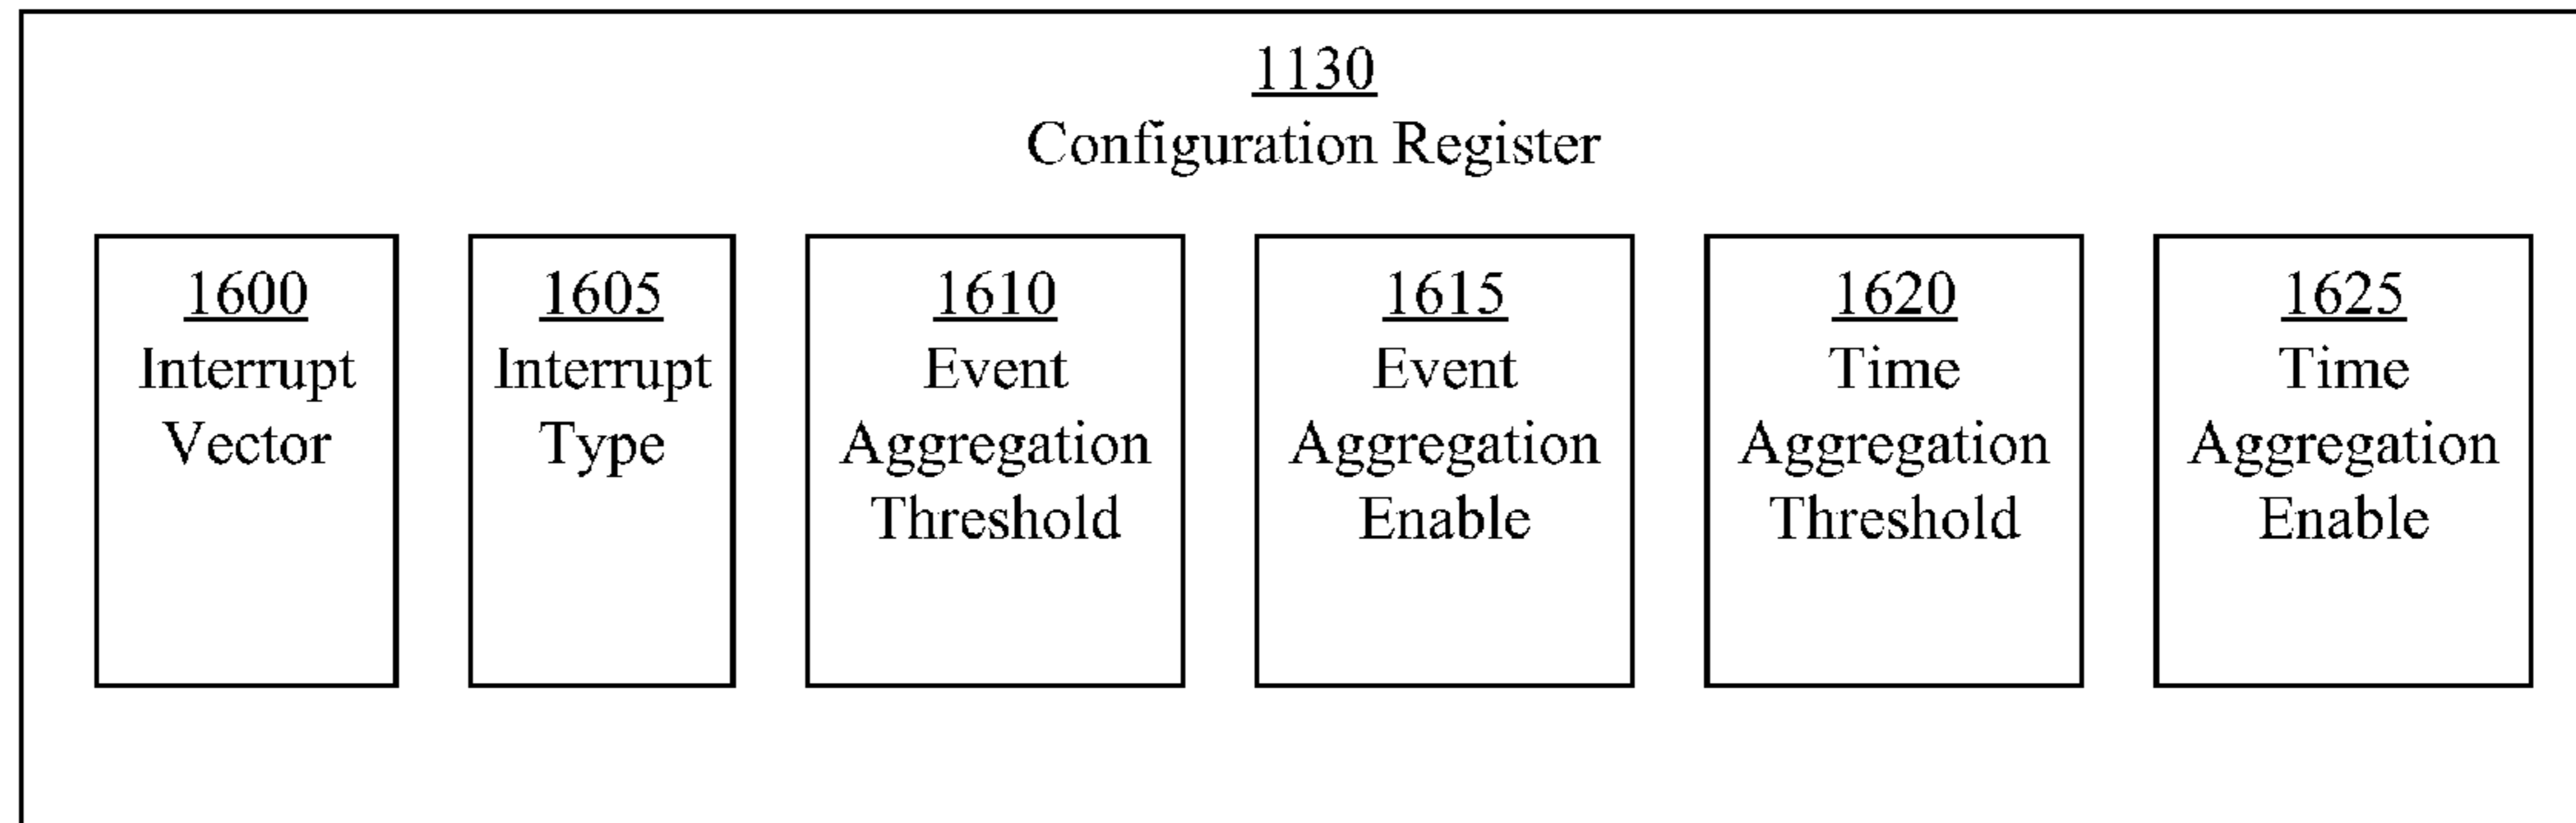 1130
Configuration Register
1600
Interrupt
Vector
1605
Interrupt
Type
1610
Event
Aggregation
Threshold
1615
Event
Aggregation
Enable
1620
Time
Aggregation
Threshold
1625
Time
Aggregation
Enable